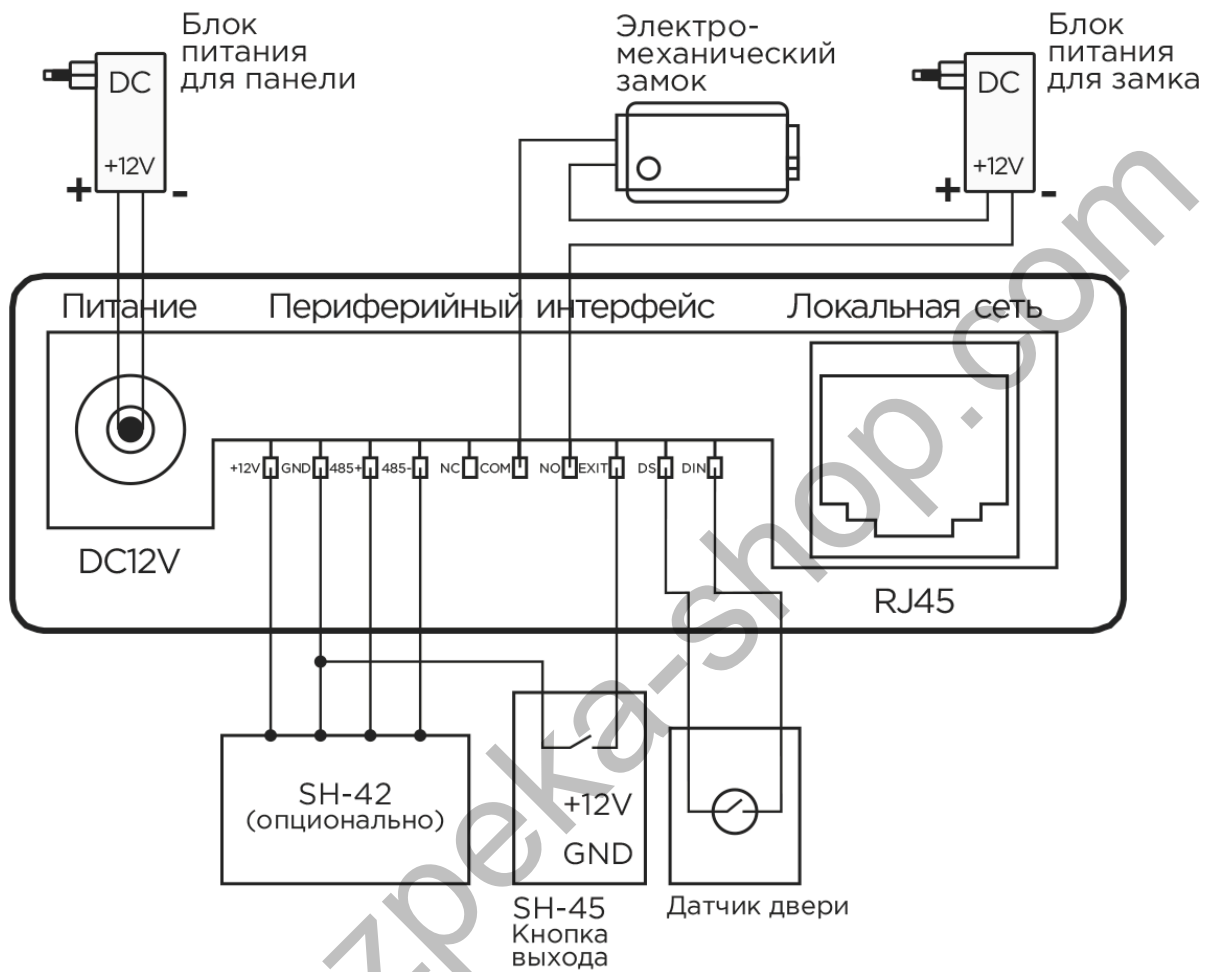 Блок
питания
для панели
Электро-
механический
замок
Блок
питания
для замка
DC
DC
+12V
+12V
+ -
+ -
Питание Периферийный интерфейс Локальная сеть
+12V GND 485+ 485- NC COM NO EXIT DS DIN
DC12V
RJ45
SH-42
(опционально)
+12V
GND
SH-45
Кнопка
выхода
Датчик двери
zpeka-shop.com